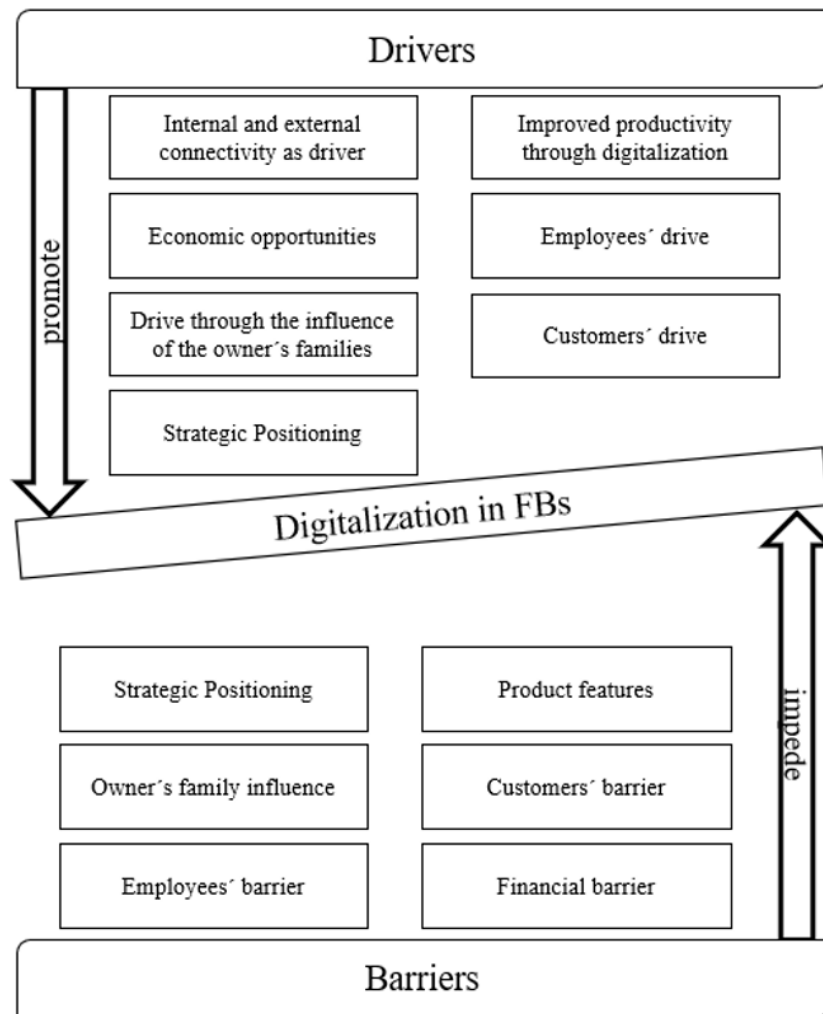 Drivers
promote
Internal and external
connectivity as driver
Improved productivity
through digitalization
Economic opportunities
Employees´ drive
Drive through the influence
of the owner´s families
Customers´ drive
Strategic Positioning
Digitalization in FBs
Strategic Positioning
Product features
impede
Owner´s family influence
Customers´ barrier
Employees´ barrier
Financial barrier
Barriers